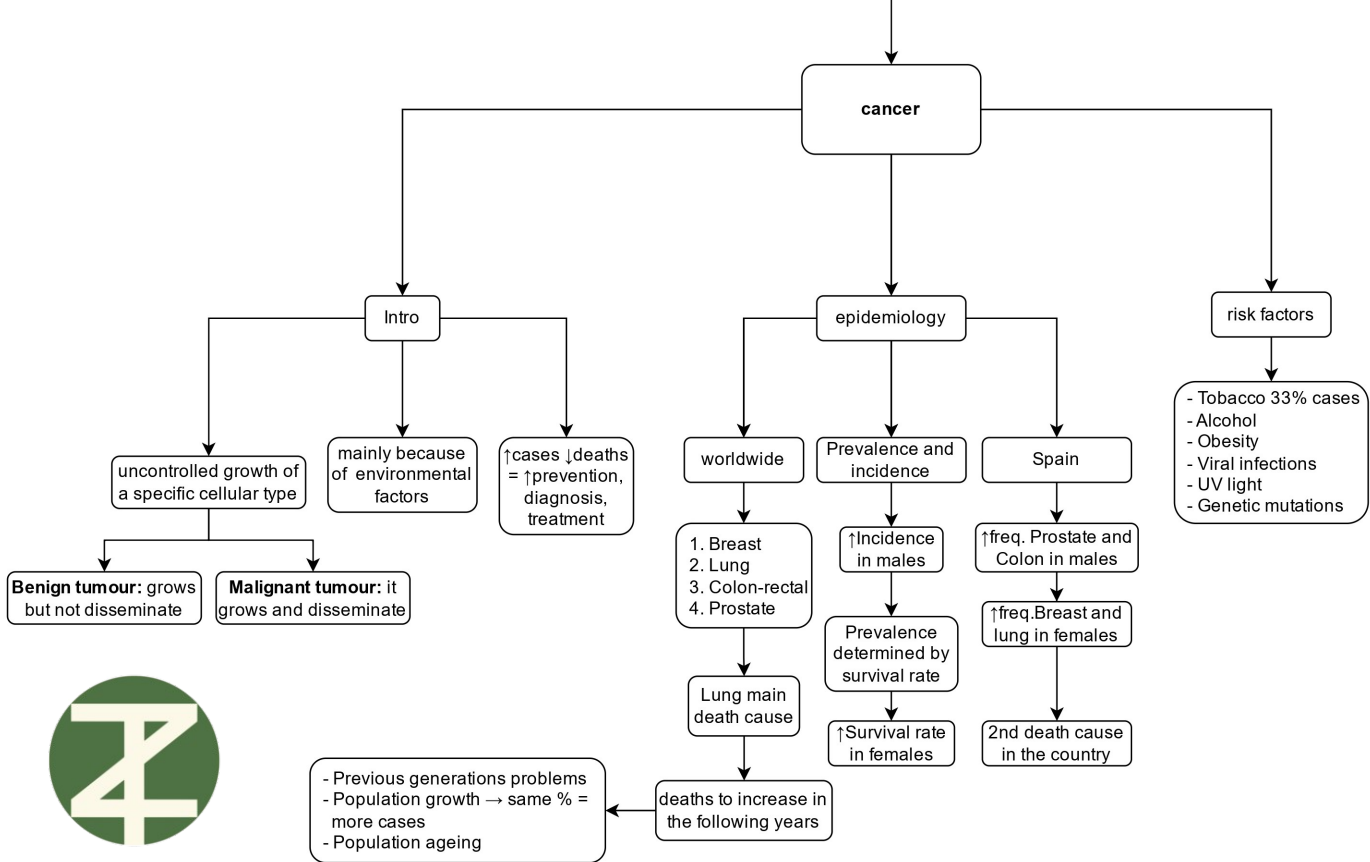 cancer
Intro
epidemiology
risk factors
uncontrolled growth of
a specific cellular type
mainly because
of environmental
factors
↑cases ↓deaths
= ↑prevention,
diagnosis,
treatment
Benign tumour: grows
but not disseminate
Malignant tumour: it
grows and disseminate
worldwide
1. Breast
2. Lung
3. Colon-rectal
4. Prostate
Lung main
death cause
deaths to increase in
the following years
- Previous generations problems
- Population growth → same % =
more cases
- Population ageing
Prevalence and
incidence
↑Incidence
in males
Prevalence
determined by
survival rate
↑Survival rate
in females
Spain
↑freq. Prostate and
Colon in males
↑freq.Breast and
lung in females
2nd death cause
in the country
- Tobacco 33% cases
- Alcohol
- Obesity
- Viral infections
- UV light
- Genetic mutations